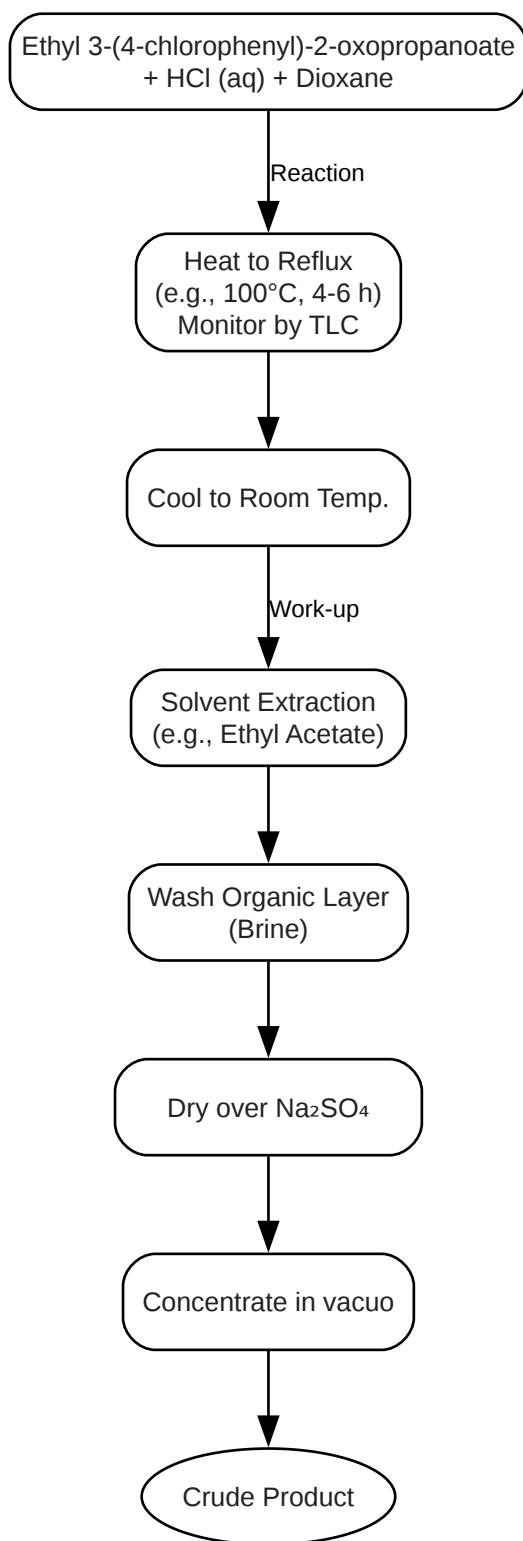 Ethyl 3-(4-chlorophenyl)-2-oxopropanoate
+ HCl (aq) + Dioxane
Reaction
Heat to Reflux
(e.g., 100°C, 4-6 h)
Monitor by TLC
Cool to Room Temp.
Work-up
Solvent Extraction
(e.g., Ethyl Acetate)
Wash Organic Layer
(Brine)
Dry over Na₂SO₄
Concentrate in vacuo
Crude Product